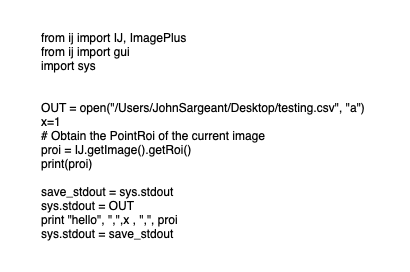 from ij import IJ, ImagePlus
from ij import gui
import sys
OUT = open("/Users/JohnSargeant/Desktop/testing.csv", "a")
x=1
# Obtain the PointRoi of the current image
proi = IJ.getImage().getRoi()
print(proi)
save_stdout = sys.stdout
sys.stdout = OUT
print "hello", ",",x , ",", proi
sys.stdout = save_stdout